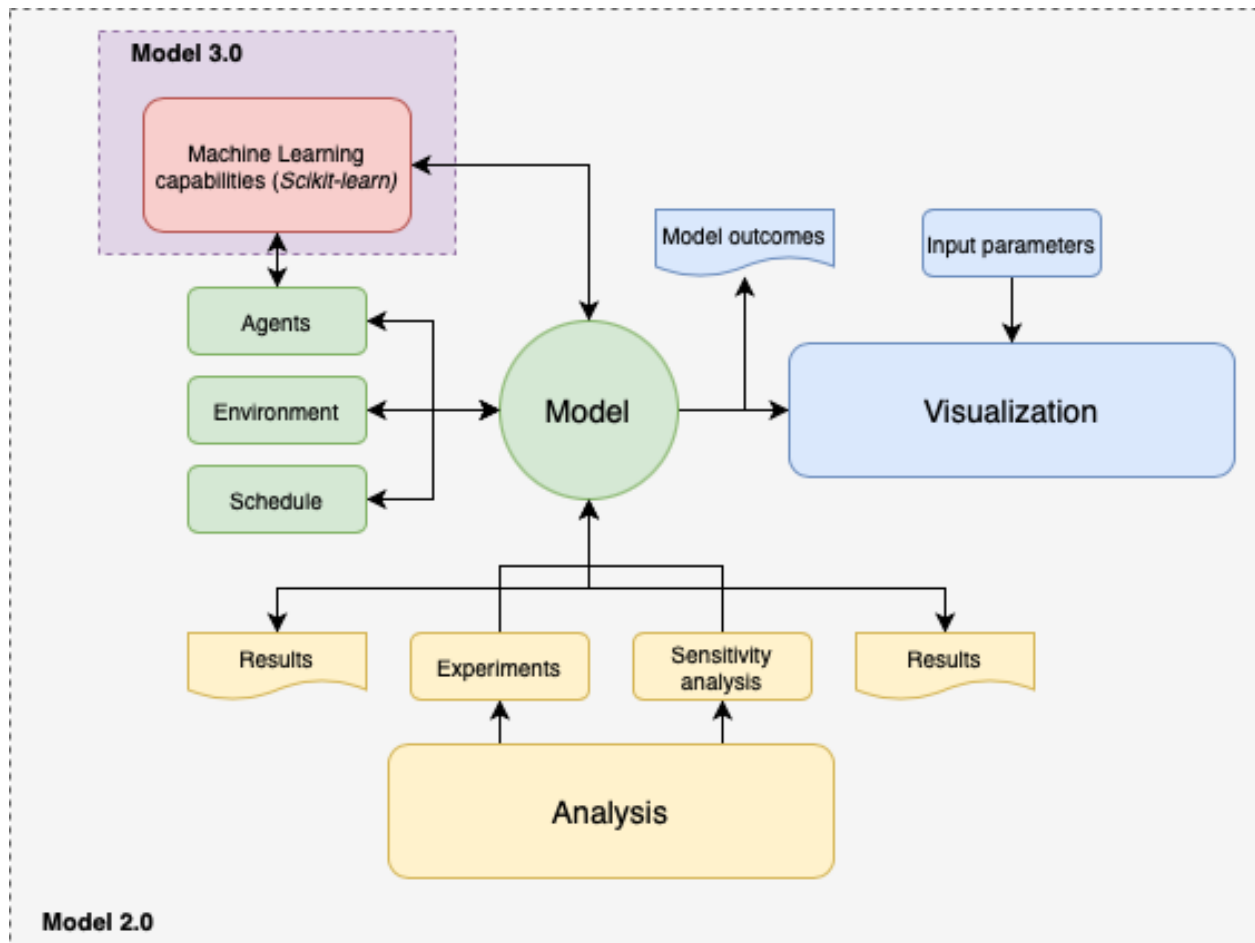 Model 3.0
Machine Learning
capabilities (Scikit-learn)
Model outcomes
Input parameters
Agents
Environment
Schedule
Model
Visualization
Results
Experiments
Sensitivity
analysis
Results
Analysis
Model 2.0